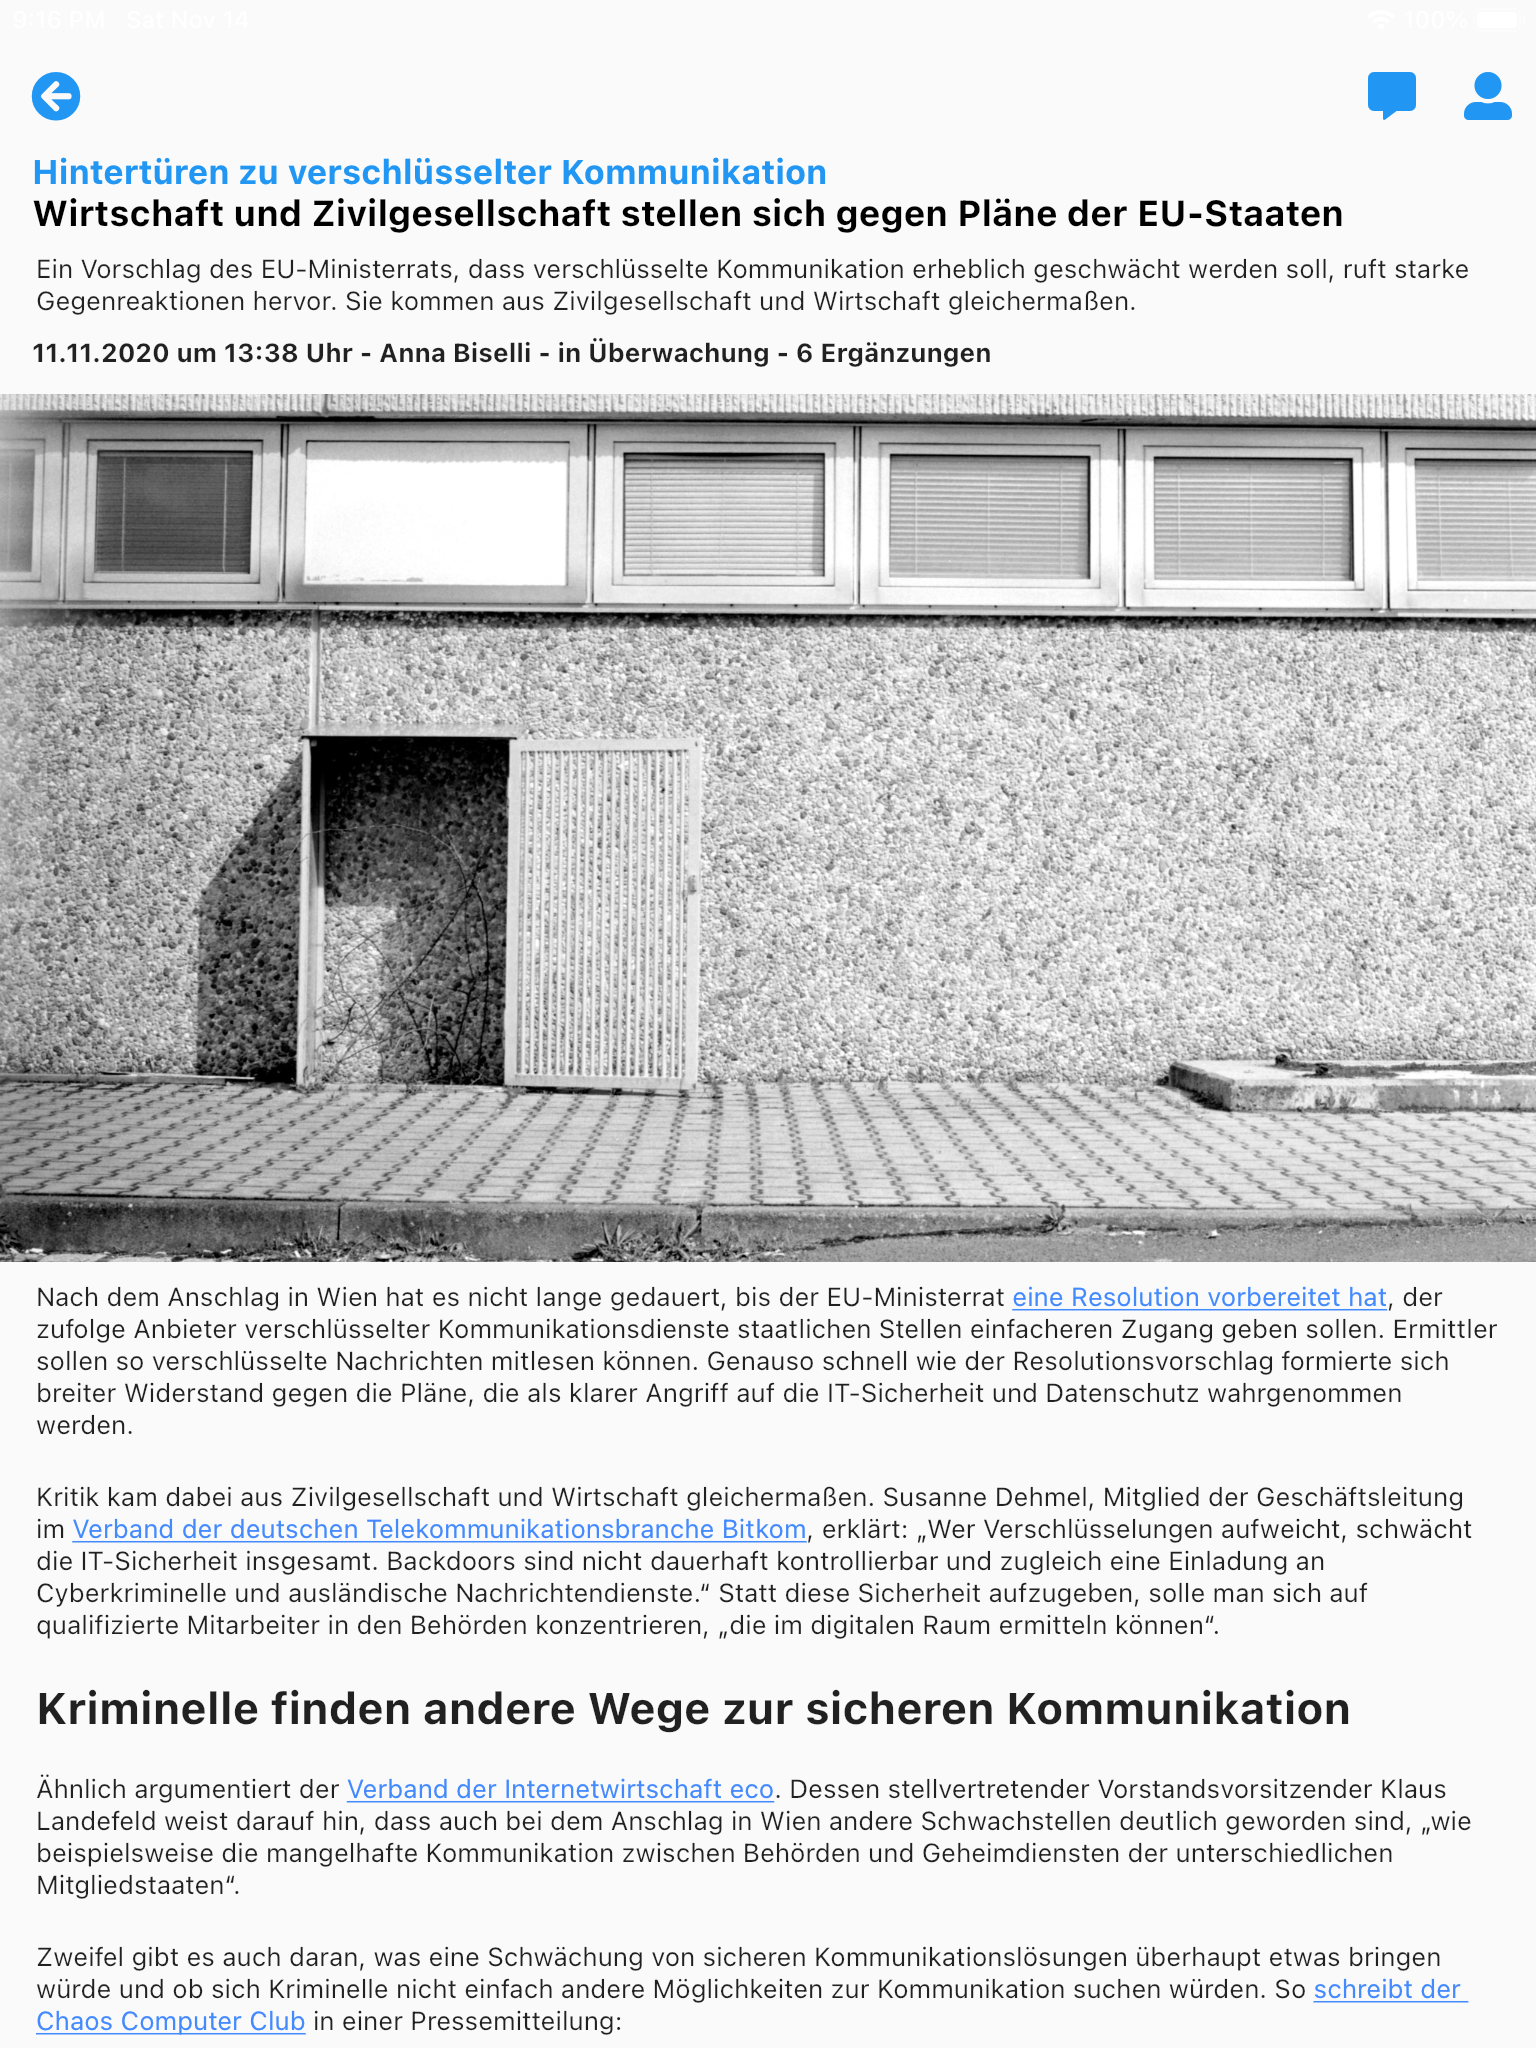 9:16 PM Sat Nov 14
100%
Hintertüren zu verschlüsselter Kommunikation
Wirtschaft und Zivilgesellschaft stellen sich gegen Pläne der EU-Staaten
Ein Vorschlag des EU-Ministerrats, dass verschlüsselte Kommunikation erheblich geschwächt werden soll, ruft starke
Gegenreaktionen hervor. Sie kommen aus Zivilgesellschaft und Wirtschaft gleichermaßen.
11.11.2020 um 13:38 Uhr - Anna Biselli - in Überwachung - 6 Ergänzungen
Nach dem Anschlag in Wien hat es nicht lange gedauert, bis der EU-Ministerrat eine Resolution vorbereitet hat, der
zufolge Anbieter verschlüsselter Kommunikationsdienste staatlichen Stellen einfacheren Zugang geben sollen. Ermittler
sollen so verschlüsselte Nachrichten mitlesen können. Genauso schnell wie der Resolutionsvorschlag formierte sich
breiter Widerstand gegen die Pläne, die als klarer Angriff auf die IT-Sicherheit und Datenschutz wahrgenommen
werden.
Kritik kam dabei aus Zivilgesellschaft und Wirtschaft gleichermaßen. Susanne Dehmel, Mitglied der Geschäftsleitung
im Verband der deutschen Telekommunikationsbranche Bitkom, erklärt: „Wer Verschlüsselungen aufweicht, schwächt
die IT-Sicherheit insgesamt. Backdoors sind nicht dauerhaft kontrollierbar und zugleich eine Einladung an
Cyberkriminelle und ausländische Nachrichtendienste.“ Statt diese Sicherheit aufzugeben, solle man sich auf
qualifizierte Mitarbeiter in den Behörden konzentrieren, „die im digitalen Raum ermitteln können“.
Kriminelle finden andere Wege zur sicheren Kommunikation
Ähnlich argumentiert der Verband der Internetwirtschaft eco. Dessen stellvertretender Vorstandsvorsitzender Klaus
Landefeld weist darauf hin, dass auch bei dem Anschlag in Wien andere Schwachstellen deutlich geworden sind, „wie
beispielsweise die mangelhafte Kommunikation zwischen Behörden und Geheimdiensten der unterschiedlichen
Mitgliedstaaten“.
Zweifel gibt es auch daran, was eine Schwächung von sicheren Kommunikationslösungen überhaupt etwas bringen
würde und ob sich Kriminelle nicht einfach andere Möglichkeiten zur Kommunikation suchen würden. So schreibt der
Chaos Computer Club in einer Pressemitteilung: